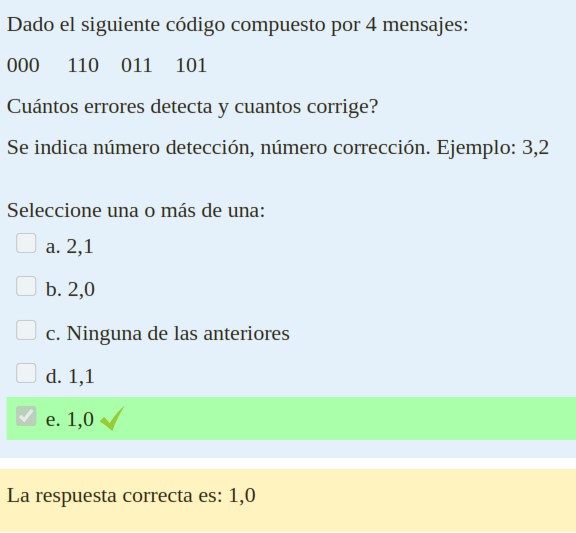 Dado el siguiente código compuesto por 4 mensajes:
000 110 011 101
Cuántos errores detecta y cuantos corrige?
Se indica número detección, número corrección. Ejemplo: 3,2
Seleccione una o más de una:
a. 2,1
b. 2,0
c. Ninguna de las anteriores
d. 1,1
e. 1,0
La respuesta correcta es: 1,0